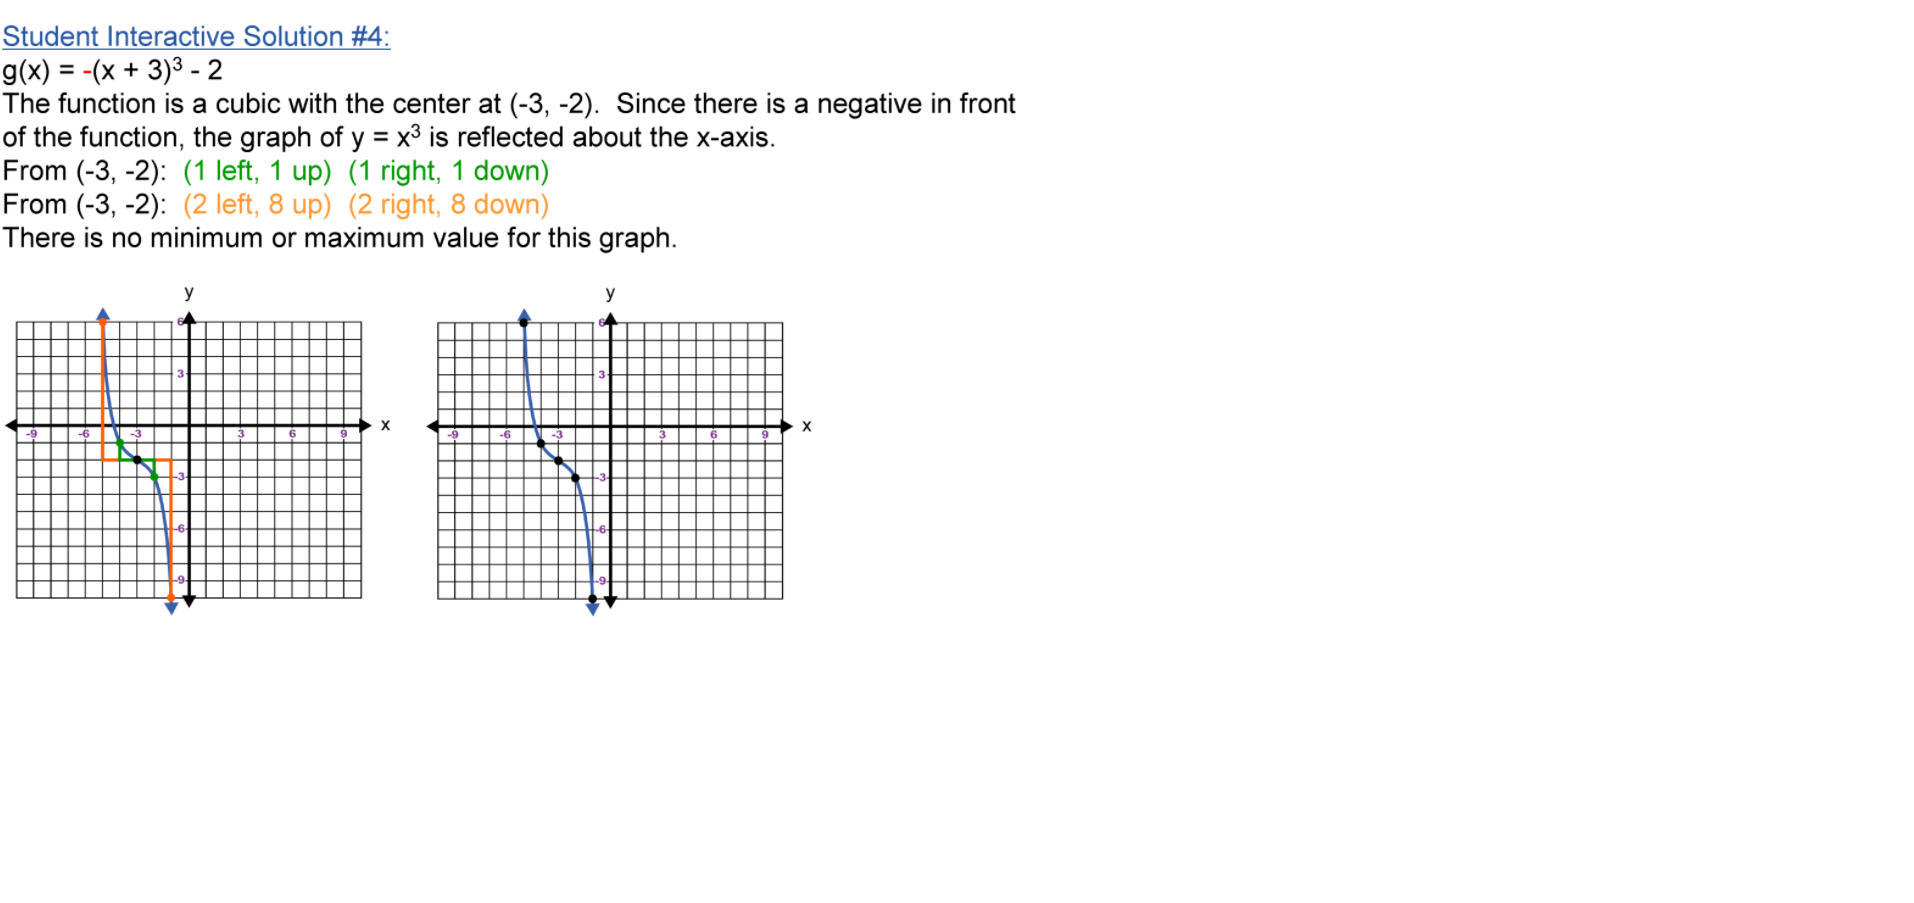 Student Interactive Solution #4:
g(x) = -(x + 3)³ - 2
The function is a cubic with the center at (-3, -2).  Since there is a negative in front
of the function, the graph of y = x³ is reflected about the x-axis.
From (-3, -2):  (1 left, 1 up)  (1 right, 1 down)
From (-3, -2):  (2 left, 8 up)  (2 right, 8 down)
There is no minimum or maximum value for this graph.
y
6
3
x
-9 -6 -3 3 6 9
-3
-6
-9
y
6
3
x
-9 -6 -3 3 6 9
-3
-6
-9